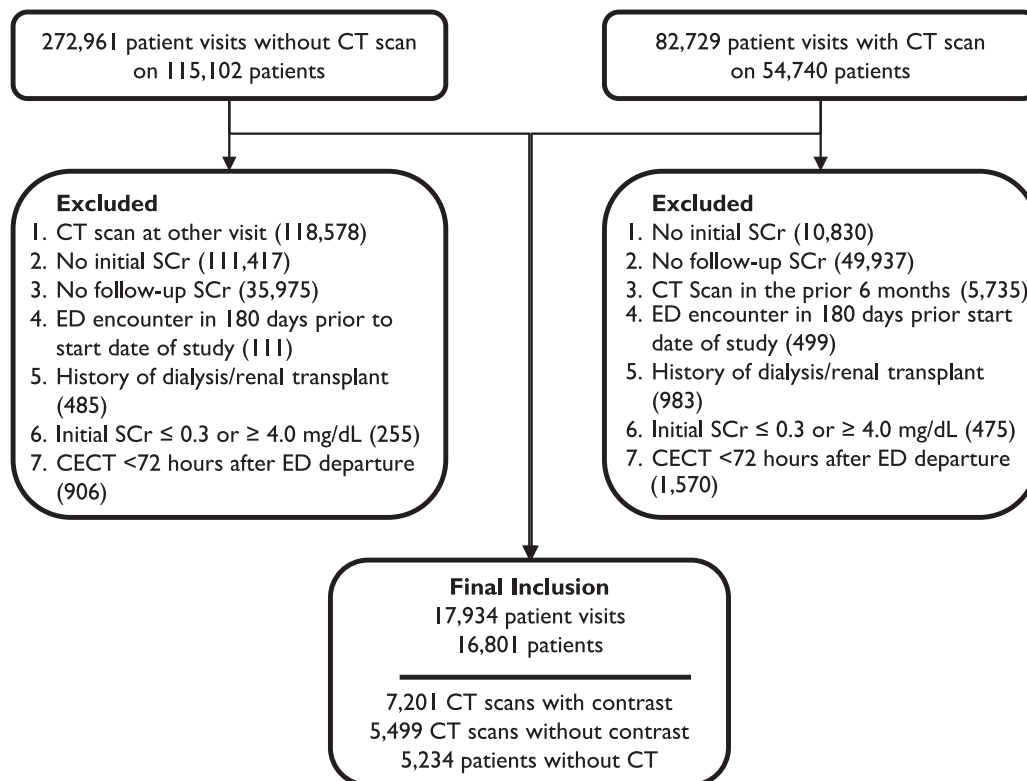 272,961 patient visits without CT scan
on 115,102 patients
82,729 patient visits with CT scan
on 54,740 patients
Excluded
1. CT scan at other visit (118,578)
2. No initial SCr (111,417)
3. No follow-up SCr (35,975)
4. ED encounter in 180 days prior to
start date of study (111)
5. History of dialysis/renal transplant
(485)
6. Initial SCr ≤ 0.3 or ≥ 4.0 mg/dL (255)
7. CECT <72 hours after ED departure
(906)
Excluded
1. No initial SCr (10,830)
2. No follow-up SCr (49,937)
3. CT Scan in the prior 6 months (5,735)
4. ED encounter in 180 days prior start
date of study (499)
5. History of dialysis/renal transplant
(983)
6. Initial SCr ≤ 0.3 or ≥ 4.0 mg/dL (475)
7. CECT <72 hours after ED departure
(1,570)
Final Inclusion
17,934 patient visits
16,801 patients
7,201 CT scans with contrast
5,499 CT scans without contrast
5,234 patients without CT